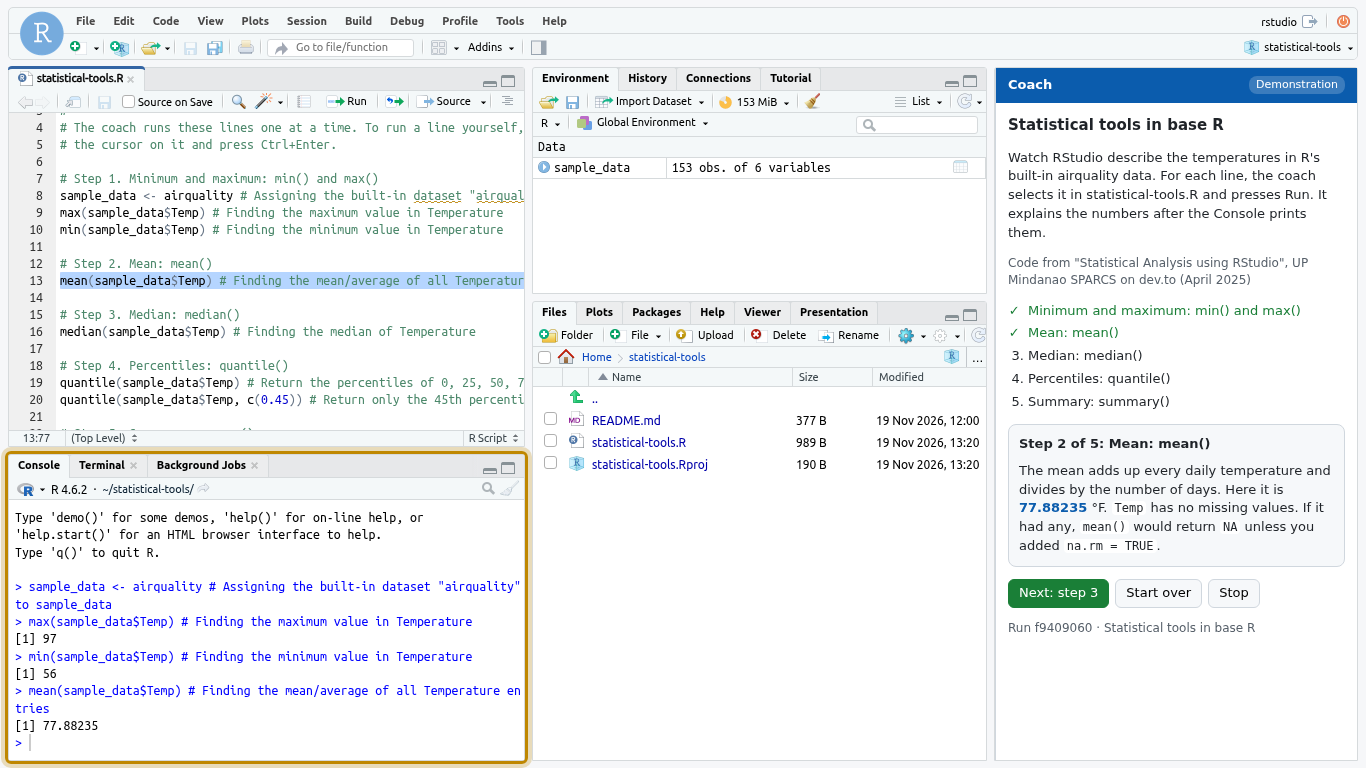 File Edit Code View Plots Session Build Debug Profile Tools Help
rstudio
R
Go to file/function
Addins
statistical-tools
statistical-tools.R
Source on Save
Run
Source
4 # The coach runs these lines one at a time. To run a line yourself,
5 # the cursor on it and press Ctrl+Enter.
6
7 # Step 1. Minimum and maximum: min() and max()
8 sample_data <- airquality # Assigning the built-in dataset "airqual
9 max(sample_data$Temp) # Finding the maximum value in Temperature
10 min(sample_data$Temp) # Finding the minimum value in Temperature
11
12 # Step 2. Mean: mean()
13 mean(sample_data$Temp) # Finding the mean/average of all Temperatur
14
15 # Step 3. Median: median()
16 median(sample_data$Temp) # Finding the median of Temperature
17
18 # Step 4. Percentiles: quantile()
19 quantile(sample_data$Temp) # Return the percentiles of 0, 25, 50, 7
20 quantile(sample_data$Temp, c(0.45)) # Return only the 45th percenti
21
13:77 (Top Level) R Script
Console Terminal Background Jobs
R 4.6.2 · ~/statistical-tools/
Type 'demo()' for some demos, 'help()' for on-line help, or
'help.start()' for an HTML browser interface to help.
Type 'q()' to quit R.
> sample_data <- airquality # Assigning the built-in dataset "airquality"
to sample_data
> max(sample_data$Temp) # Finding the maximum value in Temperature
[1] 97
> min(sample_data$Temp) # Finding the minimum value in Temperature
[1] 56
> mean(sample_data$Temp) # Finding the mean/average of all Temperature en
tries
[1] 77.88235
>
Environment History Connections Tutorial
Import Dataset 153 MiB List
R Global Environment
Data
sample_data 153 obs. of 6 variables
Files Plots Packages Help Viewer Presentation
Folder File Upload Delete Rename
Home statistical-tools ...
Name Size Modified
..
README.md 377 B 19 Nov 2026, 12:00
statistical-tools.R 989 B 19 Nov 2026, 13:20
statistical-tools.Rproj 190 B 19 Nov 2026, 13:20
Coach Demonstration
Statistical tools in base R
Watch RStudio describe the temperatures in R's
built-in airquality data. For each line, the coach
selects it in statistical-tools.R and presses Run. It
explains the numbers after the Console prints
them.
Code from "Statistical Analysis using RStudio", UP
Mindanao SPARCS on dev.to (April 2025)
✓ Minimum and maximum: min() and max()
✓ Mean: mean()
3. Median: median()
4. Percentiles: quantile()
5. Summary: summary()
Step 2 of 5: Mean: mean()
The mean adds up every daily temperature and
divides by the number of days. Here it is
77.88235 °F. Temp has no missing values. If it
had any, mean() would return NA unless you
added na.rm = TRUE.
Next: step 3 Start over Stop
Run f9409060 · Statistical tools in base R